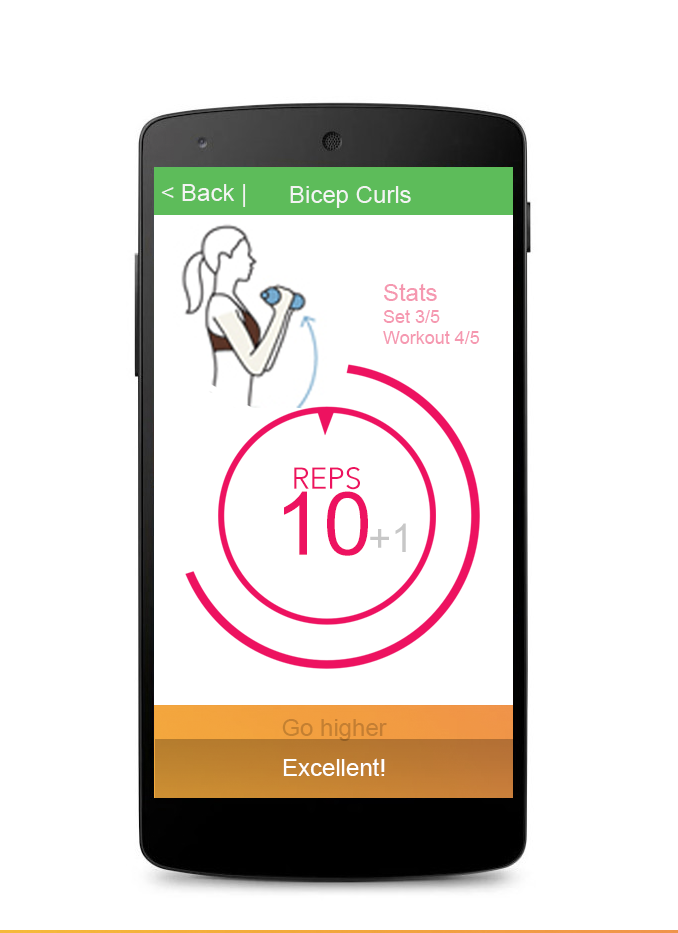 < Back | Bicep Curls
Stats
Set 3/5
Workout 4/5
REPS
10 +1
Go higher
Excellent!